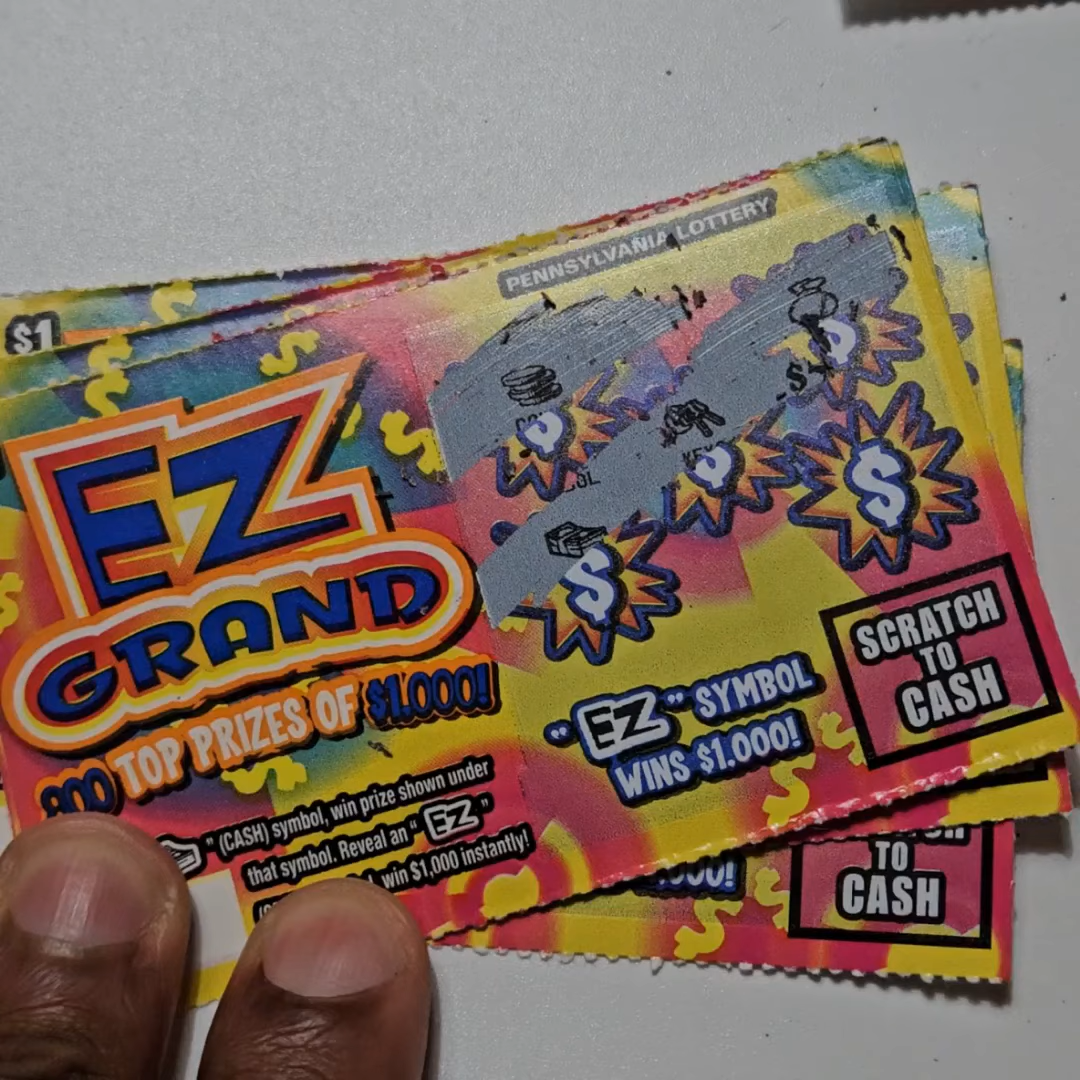 PENNSYLVANIA LOTTERY
$1
EZ
GRAND
TOP PRIZES OF $1,000!
" (CASH) symbol, win prize shown under
that symbol. Reveal an "EZ"
, win $1,000 instantly!
$
$
$
$
$
"EZ" SYMBOL
WINS $1,000!
SCRATCH
TO
CASH
TO
CASH